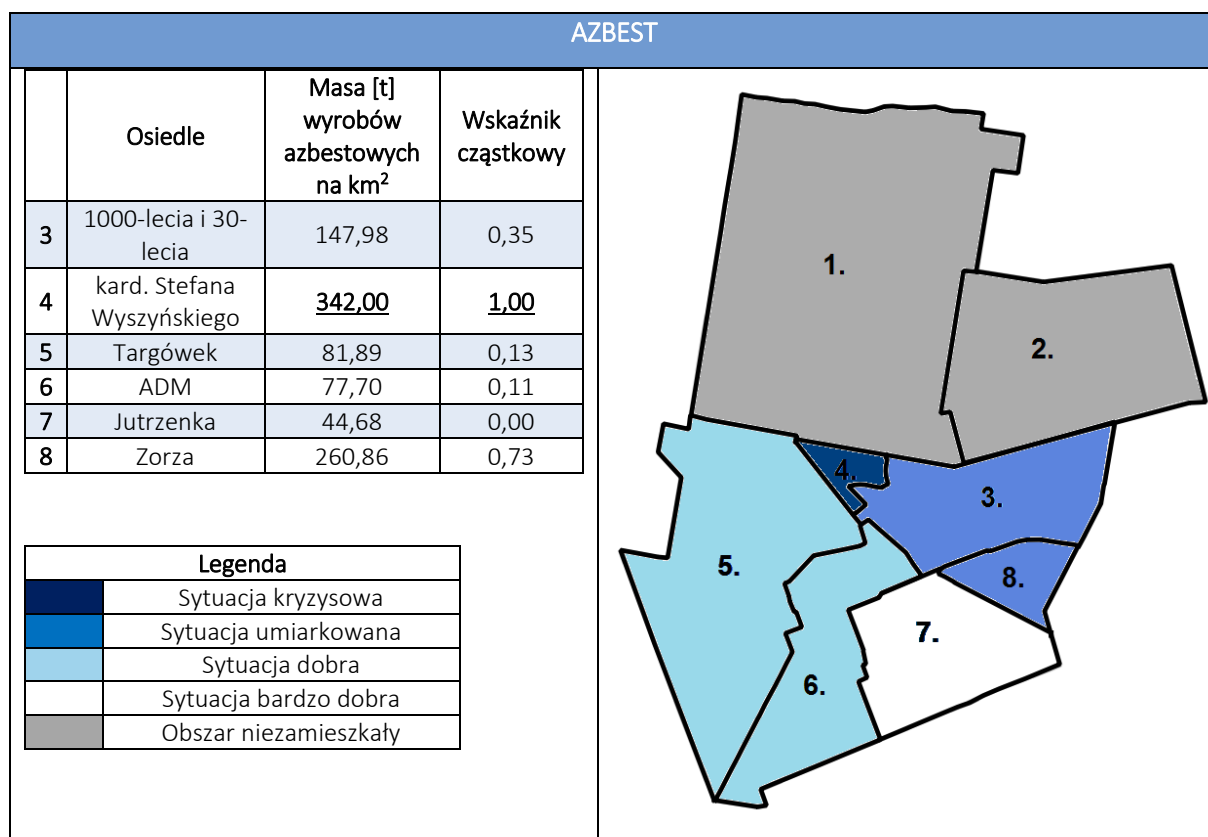 AZBEST
Osiedle
Masa [t]
wyrobów
azbestowych
na km²
Wskaźnik
cząstkowy
3 1000-lecia i 30-
lecia 147,98 0,35
4 kard. Stefana
Wyszyńskiego 342,00 1,00
5 Targówek 81,89 0,13
6 ADM 77,70 0,11
7 Jutrzenka 44,68 0,00
8 Zorza 260,86 0,73
Legenda
Sytuacja kryzysowa
Sytuacja umiarkowana
Sytuacja dobra
Sytuacja bardzo dobra
Obszar niezamieszkały
1.
2.
4.
3.
5.
8.
7.
6.